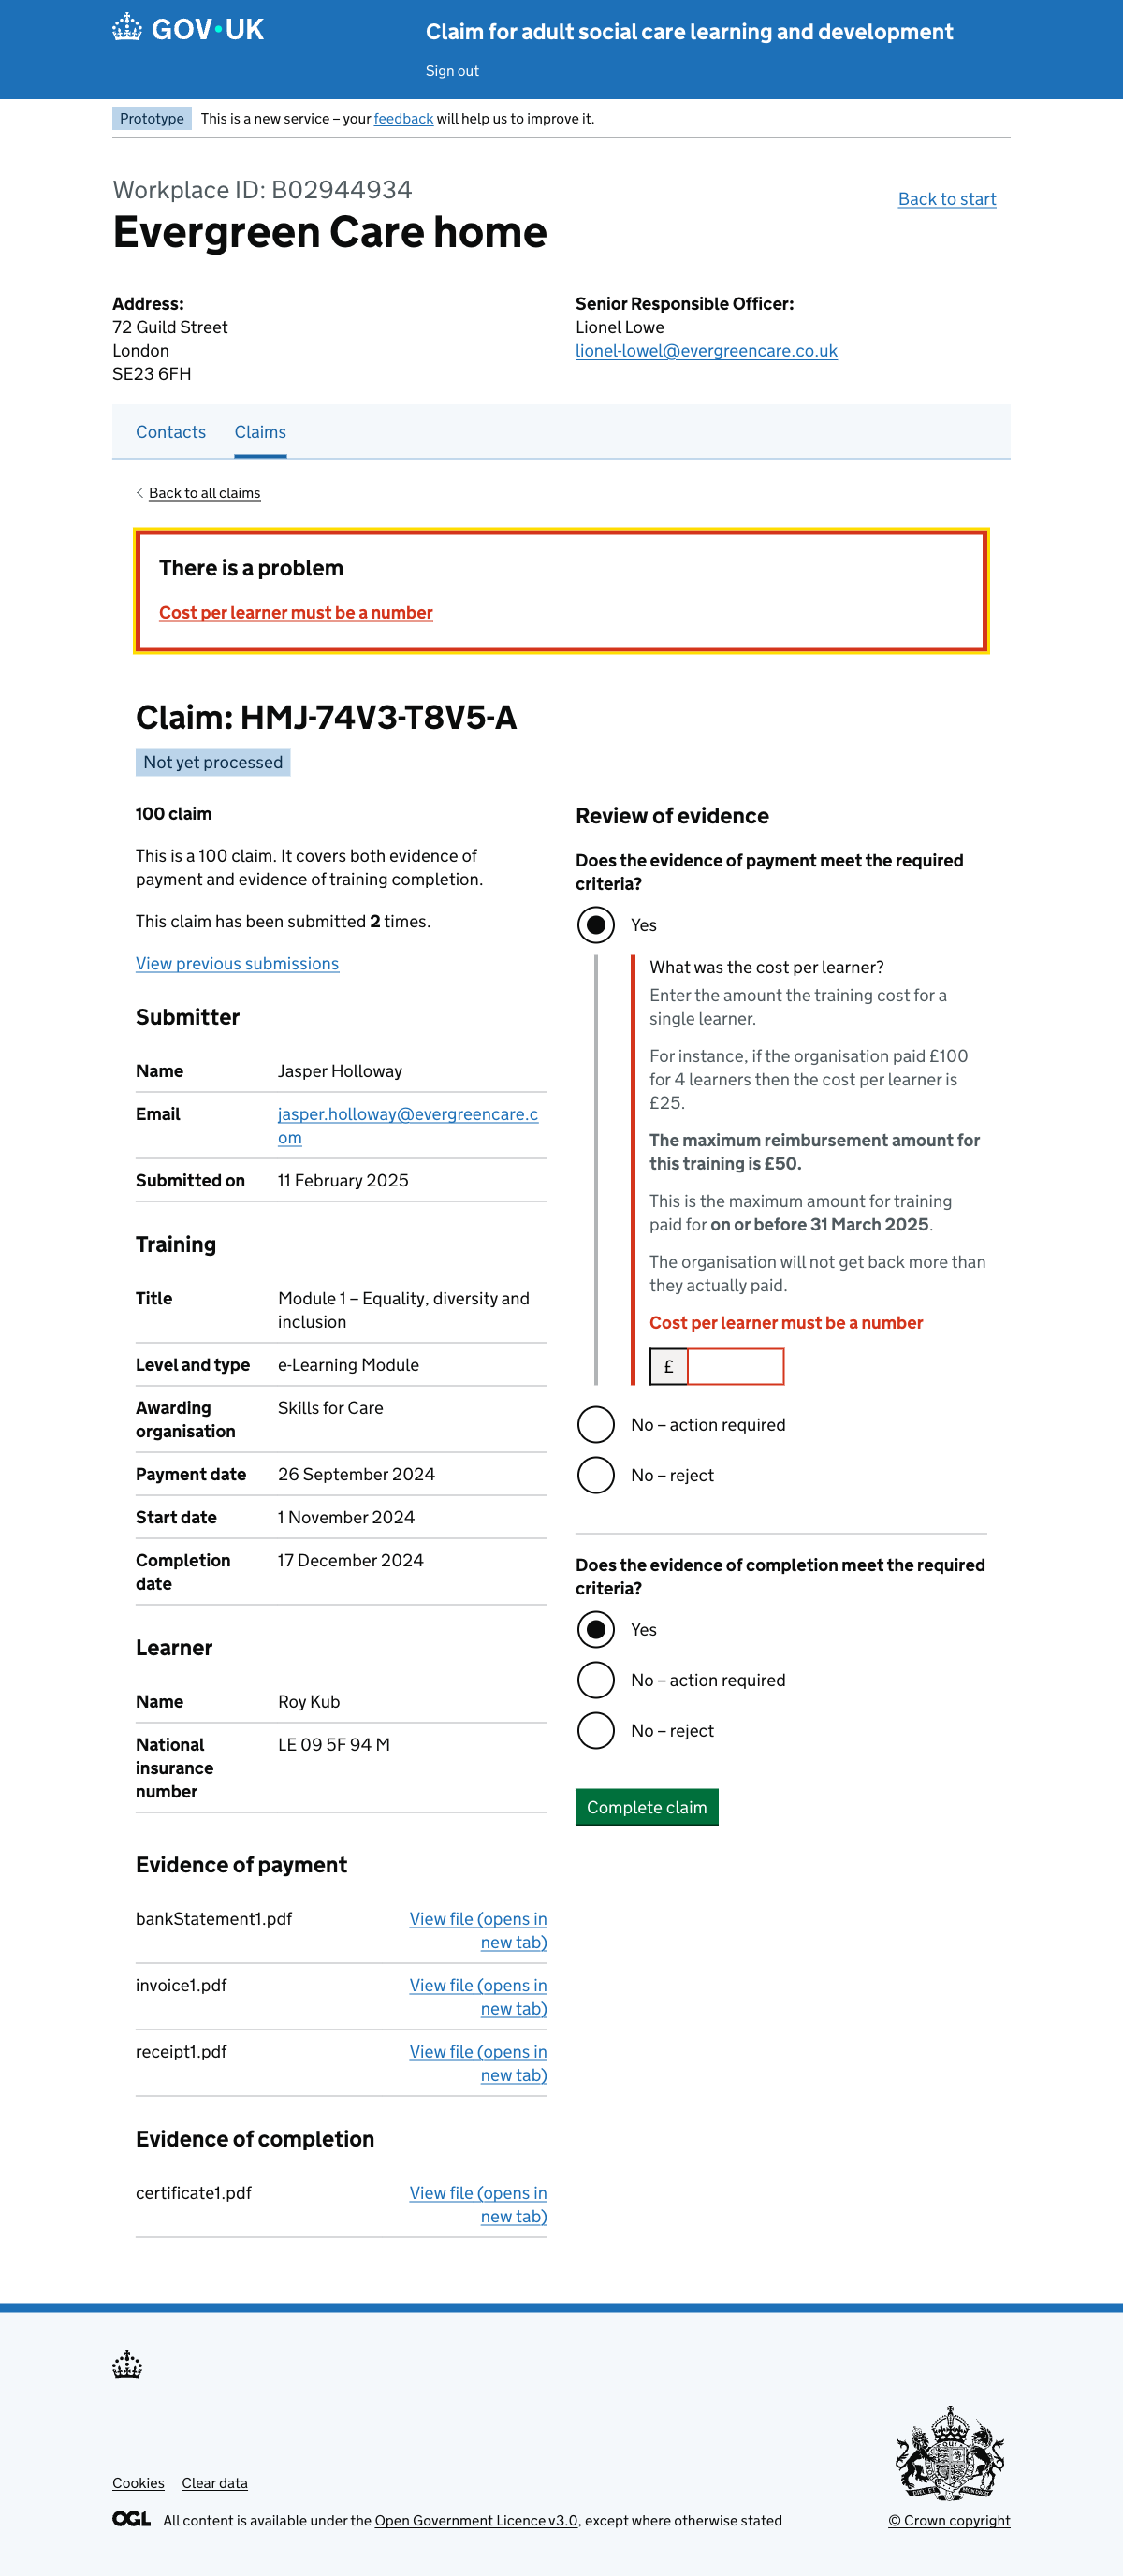 GOV•UK
Claim for adult social care learning and development
Sign out
Prototype
This is a new service – your feedback will help us to improve it.
Workplace ID: B02944934
Back to start
Evergreen Care home
Address:
72 Guild Street
London
SE23 6FH
Senior Responsible Officer:
Lionel Lowe
lionel-lowel@evergreencare.co.uk
Contacts
Claims
Back to all claims
There is a problem
Cost per learner must be a number
Claim: HMJ-74V3-T8V5-A
Not yet processed
100 claim
This is a 100 claim. It covers both evidence of
payment and evidence of training completion.
This claim has been submitted 2 times.
View previous submissions
Submitter
Name
Jasper Holloway
Email
jasper.holloway@evergreencare.c
om
Submitted on
11 February 2025
Training
Title
Module 1 – Equality, diversity and
inclusion
Level and type
e-Learning Module
Awarding
organisation
Skills for Care
Payment date
26 September 2024
Start date
1 November 2024
Completion
date
17 December 2024
Learner
Name
Roy Kub
National
insurance
number
LE 09 5F 94 M
Evidence of payment
bankStatement1.pdf
View file (opens in
new tab)
invoice1.pdf
View file (opens in
new tab)
receipt1.pdf
View file (opens in
new tab)
Evidence of completion
certificate1.pdf
View file (opens in
new tab)
Review of evidence
Does the evidence of payment meet the required
criteria?
Yes
What was the cost per learner?
Enter the amount the training cost for a
single learner.
For instance, if the organisation paid £100
for 4 learners then the cost per learner is
£25.
The maximum reimbursement amount for
this training is £50.
This is the maximum amount for training
paid for on or before 31 March 2025.
The organisation will not get back more than
they actually paid.
Cost per learner must be a number
£
No – action required
No – reject
Does the evidence of completion meet the required
criteria?
Yes
No – action required
No – reject
Complete claim
Cookies
Clear data
OGL
All content is available under the Open Government Licence v3.0, except where otherwise stated
© Crown copyright